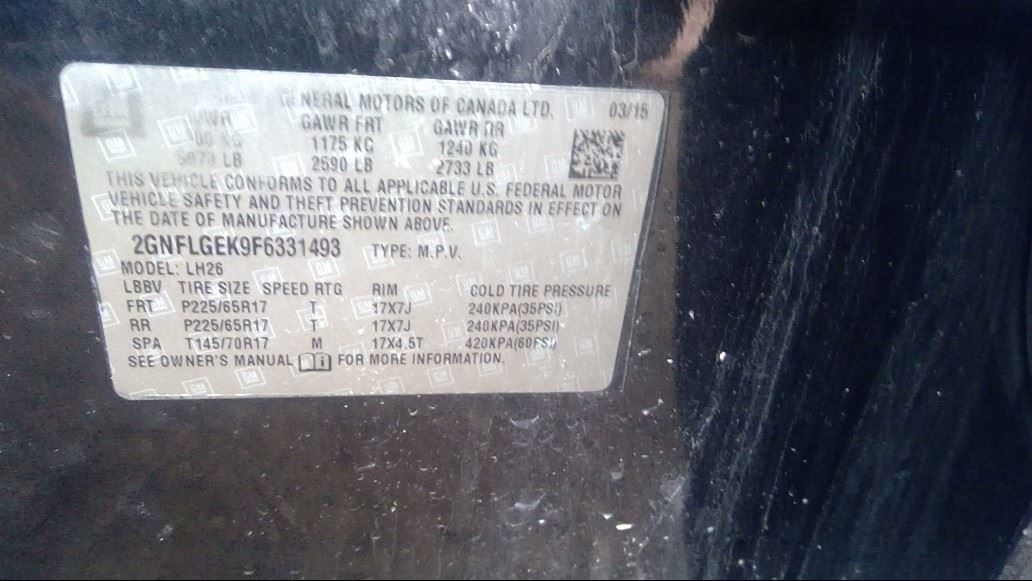 GENERAL MOTORS OF CANADA LTD. 03/15
GAWR FRT GAWR RR
KG 1175 KG 1240 KG
LB 2590 LB 2733 LB
THIS VEHICLE CONFORMS TO ALL APPLICABLE U.S. FEDERAL MOTOR
VEHICLE SAFETY AND THEFT PREVENTION STANDARDS IN EFFECT ON
THE DATE OF MANUFACTURE SHOWN ABOVE.
2GNFLGEK9F6331493 TYPE: M.P.V.
MODEL: LH26
LBBV TIRE SIZE SPEED RTG RIM COLD TIRE PRESSURE
FRT P225/65R17 T 17X7J 240KPA(35PSI)
RR P225/65R17 T 17X7J 240KPA(35PSI)
SPA T145/70R17 M 17X4.5T 420KPA(60PSI)
SEE OWNER'S MANUAL FOR MORE INFORMATION.